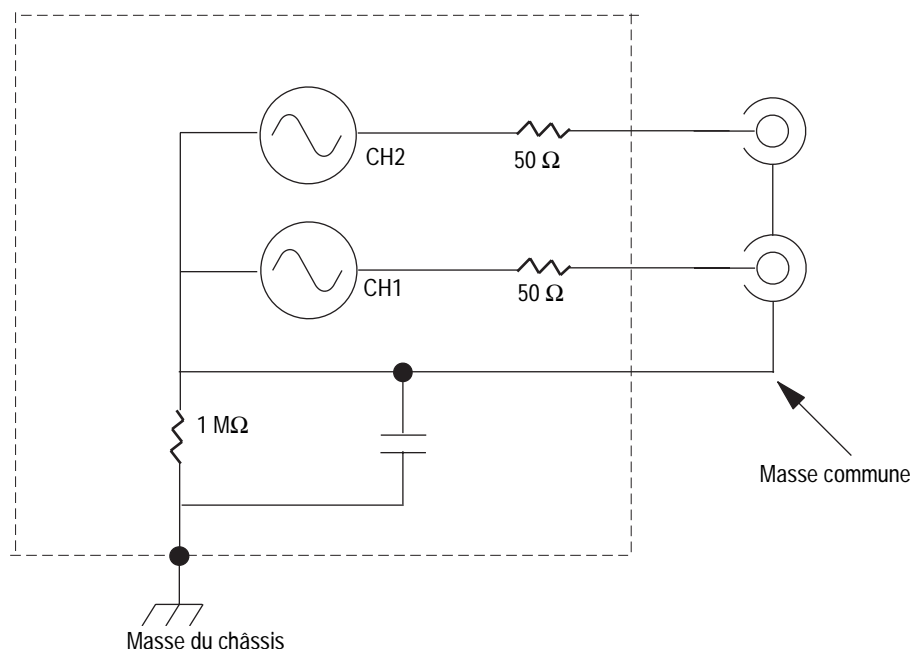 CH2
50 Ω
CH1
50 Ω
1 MΩ
Masse commune
Masse du châssis